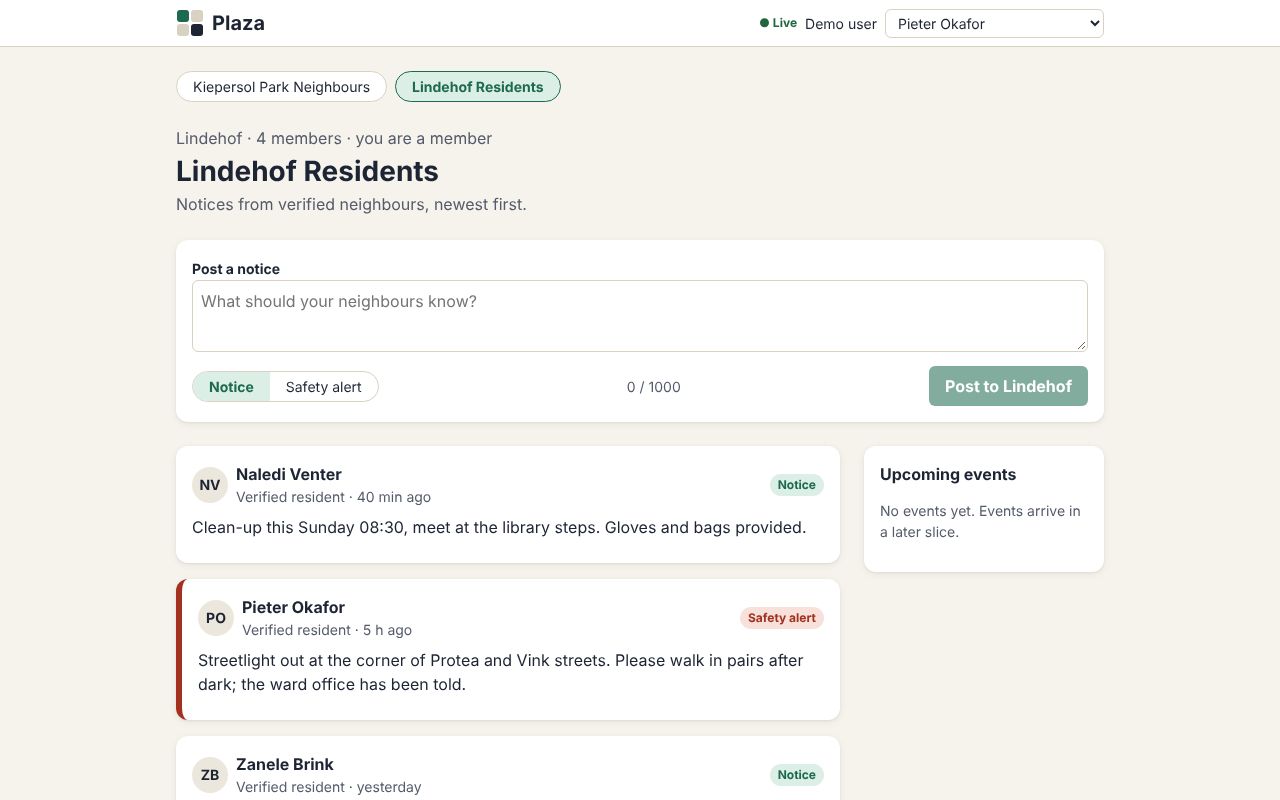 Plaza
Live Demo user Pieter Okafor
Kiepersol Park Neighbours Lindehof Residents
Lindehof · 4 members · you are a member
Lindehof Residents
Notices from verified neighbours, newest first.
Post a notice
What should your neighbours know?
Notice Safety alert 0 / 1000 Post to Lindehof
NV Naledi Venter
Verified resident · 40 min ago
Notice
Clean-up this Sunday 08:30, meet at the library steps. Gloves and bags provided.
Upcoming events
No events yet. Events arrive in
a later slice.
PO Pieter Okafor
Verified resident · 5 h ago
Safety alert
Streetlight out at the corner of Protea and Vink streets. Please walk in pairs after
dark; the ward office has been told.
ZB Zanele Brink
Verified resident · yesterday
Notice